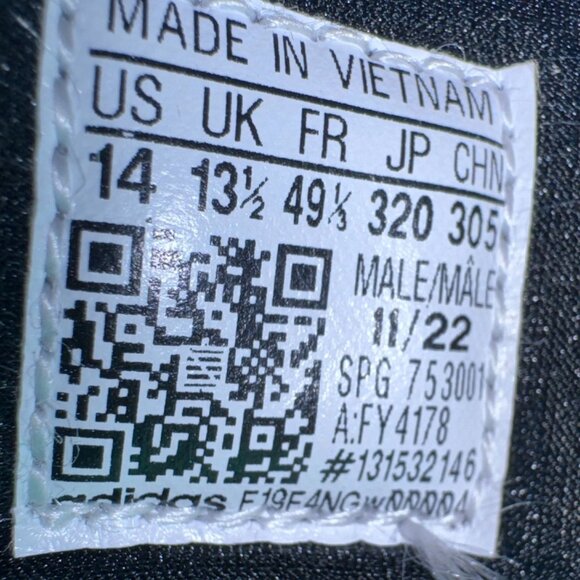 MADE IN VIETNAM
US UK FR JP CHN
14 13½ 49⅓ 320 305
MALE/MÂLE
11/22
SPG 753001
A:FY4178
#131532146
adidas